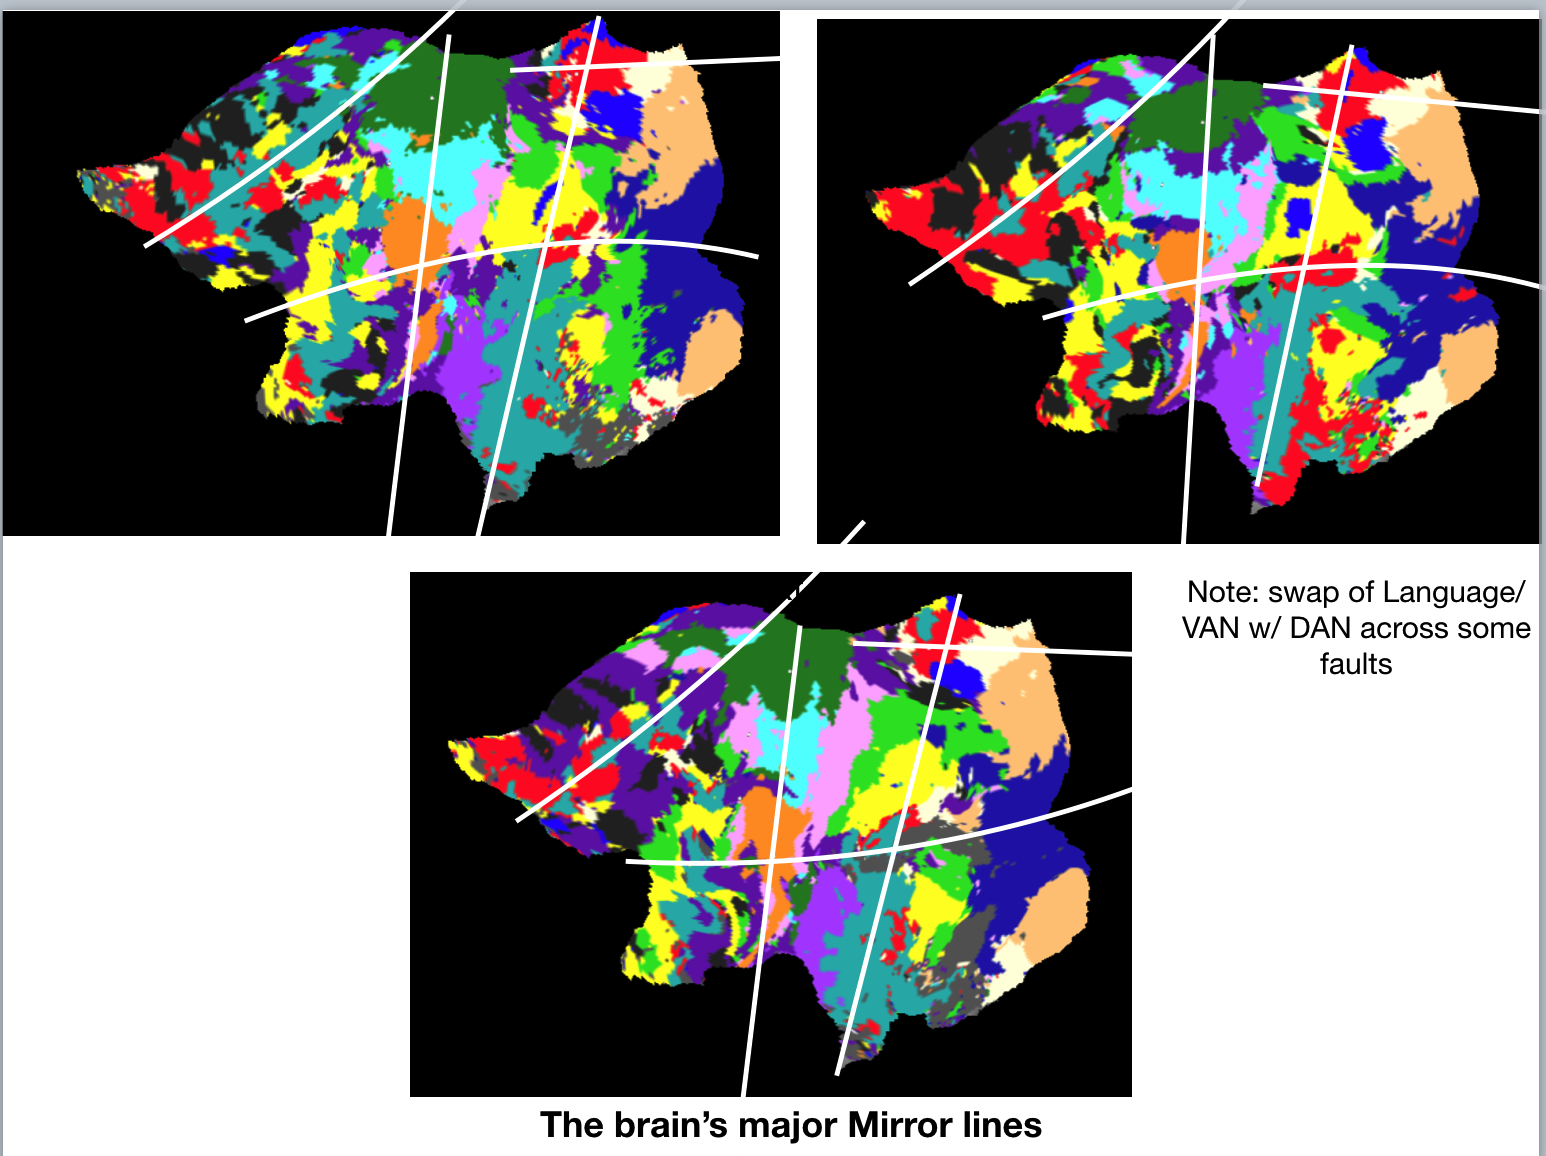 Note: swap of Language/
VAN w/ DAN across some
faults
The brain's major Mirror lines